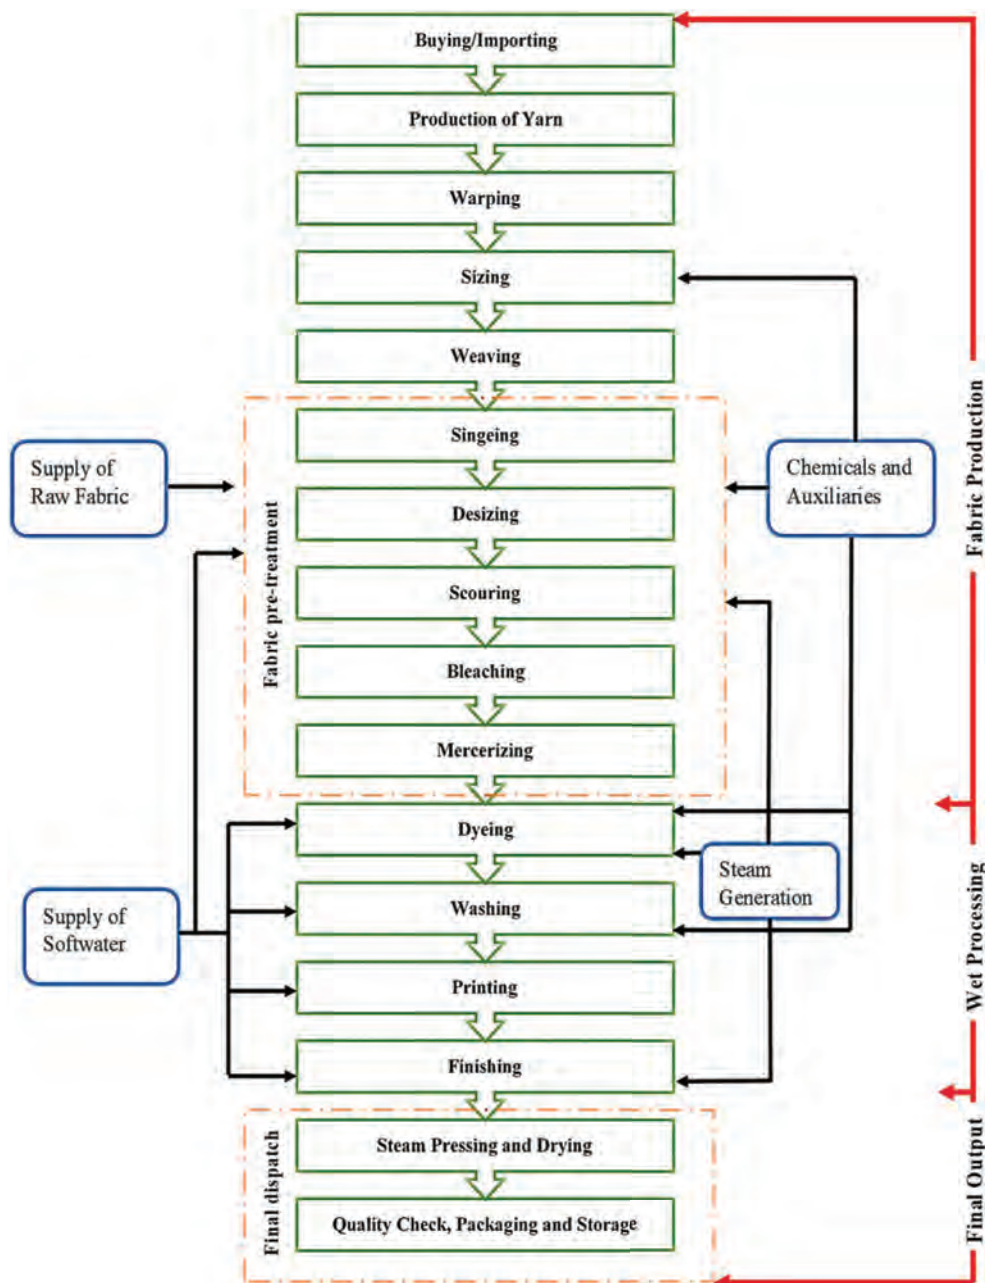 Buying/Importing
Production of Yarn
Warping
Sizing
Weaving
Singeing
Desizing
Scouring
Bleaching
Mercerizing
Dyeing
Washing
Printing
Finishing
Steam Pressing and Drying
Quality Check, Packaging and Storage
Supply of
Raw Fabric
Supply of
Softwater
Fabric pre-treatment
Final dispatch
Chemicals and
Auxiliaries
Steam
Generation
Fabric Production
Wet Processing
Final Output